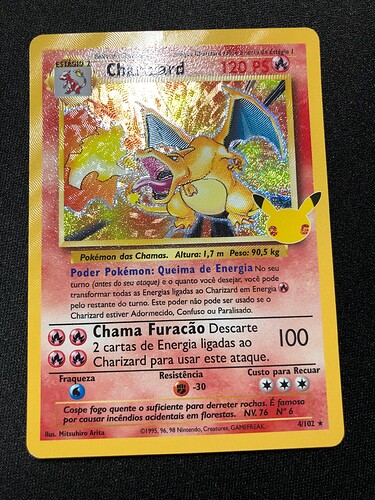 ESTÁGIO 2
Charizard 120 PS
Pokémon das Chamas. Altura: 1,7 m Peso: 90,5 kg
Poder Pokémon: Queima de Energia No seu
turno (antes do seu ataque) e o quanto você desejar, você pode
transformar todas as Energias ligadas ao Charizard em Energia
pelo restante do turno. Este poder não pode ser usado se o
Charizard estiver Adormecido, Confuso ou Paralisado.
Chama Furacão Descarte
2 cartas de Energia ligadas ao
Charizard para usar este ataque.
100
Fraqueza Resistência Custo para Recuar
-30
Cospe fogo quente o suficiente para derreter rochas. É famoso
por causar incêndios acidentais em florestas. NV. 76 N° 6
Ilus. Mitsuhiro Arita ©1995, 96, 98 Nintendo, Creatures, GAMEFREAK. 4/102 ★